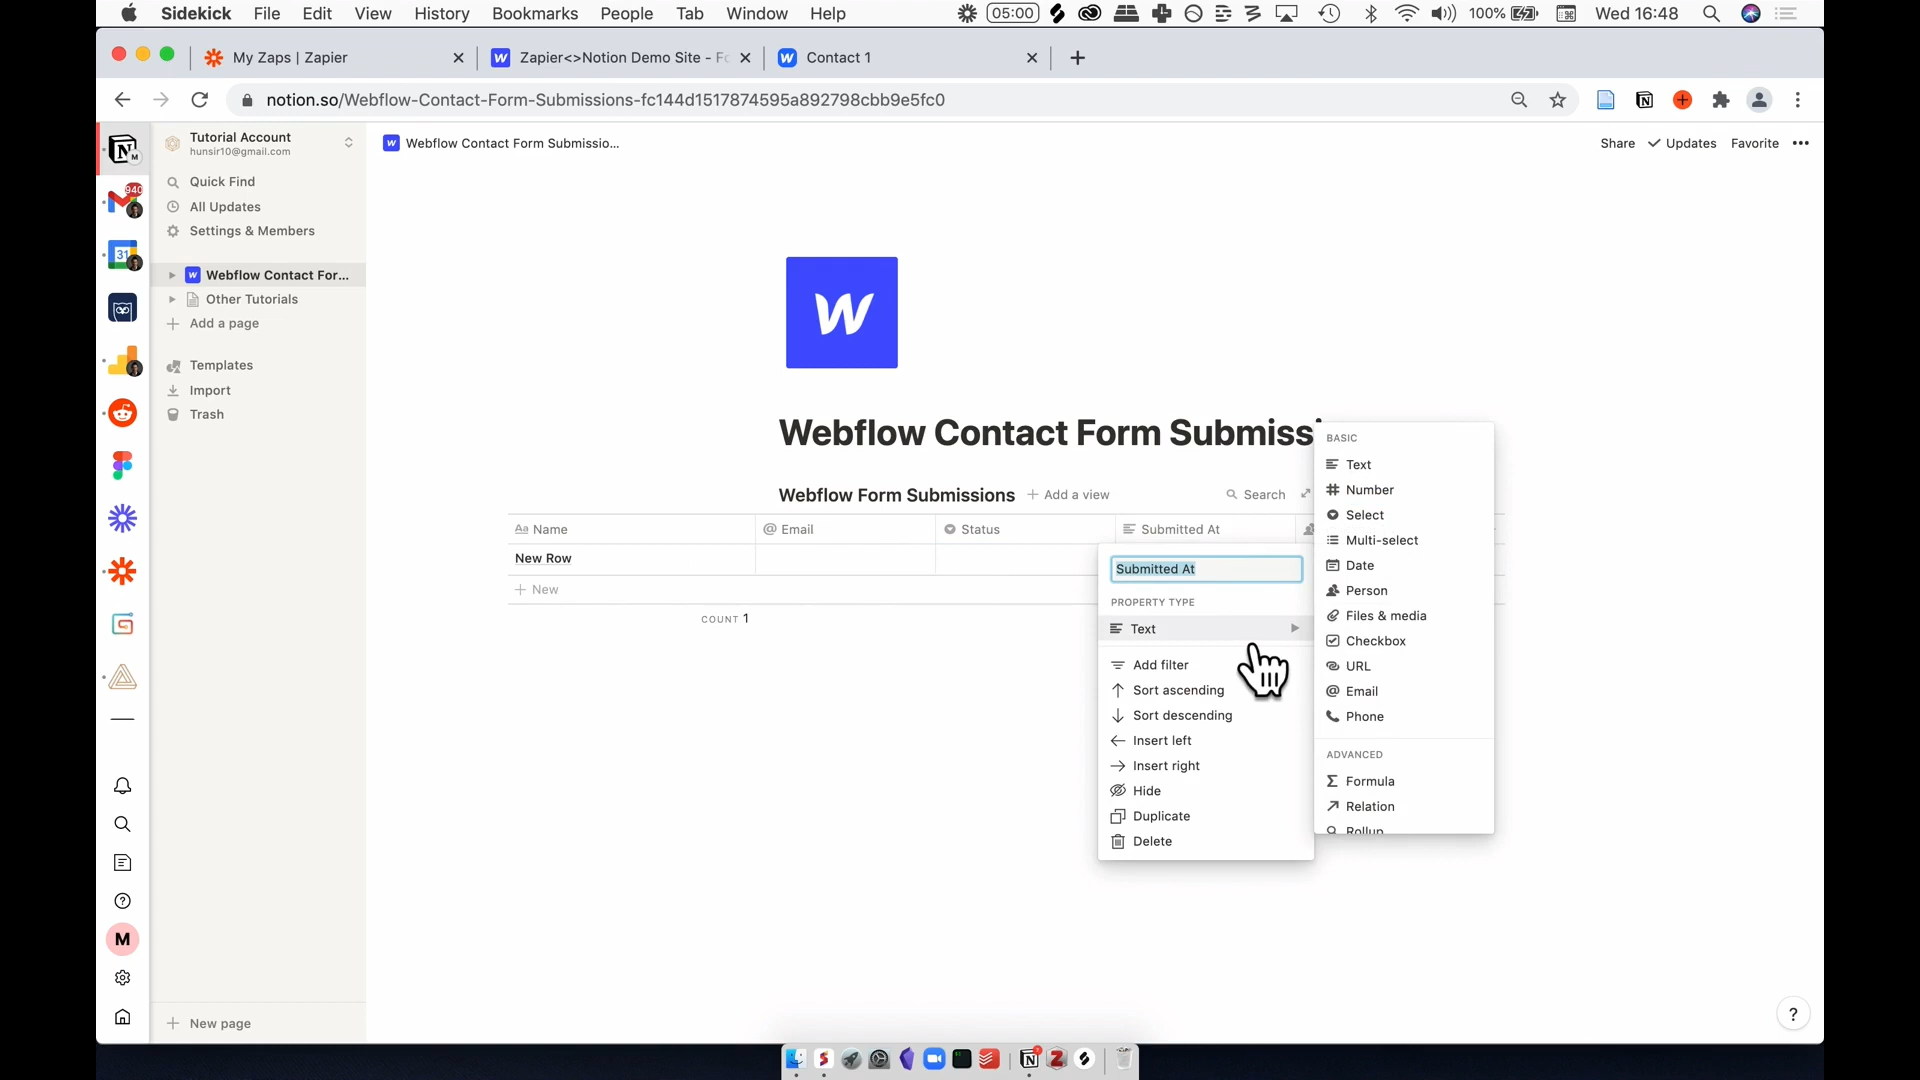 Sidekick File Edit View History Bookmarks People Tab Window Help 05:00 100% Wed 16:48
My Zaps | Zapier
Zapier<>Notion Demo Site - Fo
Contact 1
notion.so/Webflow-Contact-Form-Submissions-fc144d1517874595a892798cbb9e5fc0
Tutorial Account
hunsir10@gmail.com
Webflow Contact Form Submissio...
Share Updates Favorite
940
31
Quick Find
All Updates
Settings & Members
Webflow Contact For...
Other Tutorials
Add a page
Templates
Import
Trash
M
New page
Webflow Contact Form Submissi
Webflow Form Submissions
Add a view
Search
Aa Name
@ Email
Status
Submitted At
New Row
New
COUNT 1
Submitted At
PROPERTY TYPE
Text
Add filter
Sort ascending
Sort descending
Insert left
Insert right
Hide
Duplicate
Delete
BASIC
Text
Number
Select
Multi-select
Date
Person
Files & media
Checkbox
URL
@ Email
Phone
ADVANCED
Formula
Relation
Rollup
?